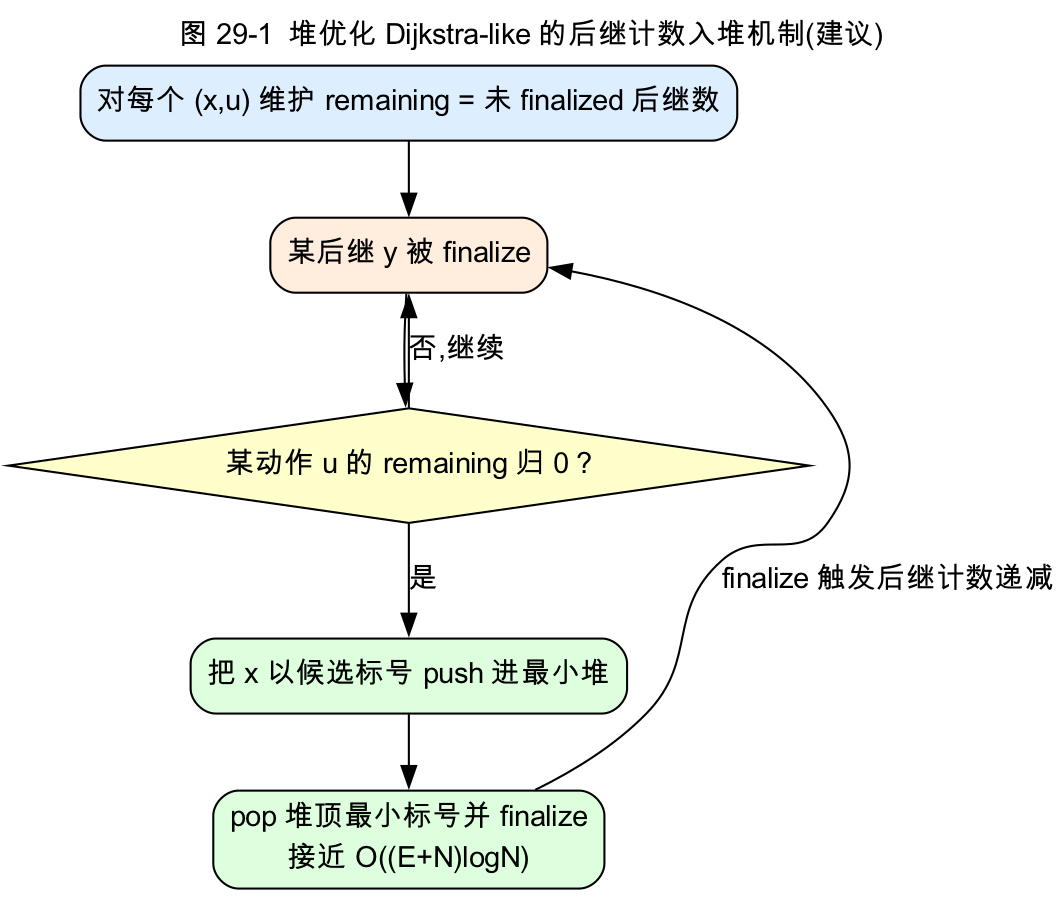 图 29-1 堆优化 Dijkstra-like 的后继计数入堆机制(建议)
对每个 (x,u) 维护 remaining = 未 finalized 后继数
某后继 y 被 finalize
否,继续
某动作 u 的 remaining 归 0？
是
finalize 触发后继计数递减
把 x 以候选标号 push 进最小堆
pop 堆顶最小标号并 finalize
接近 O((E+N)logN)